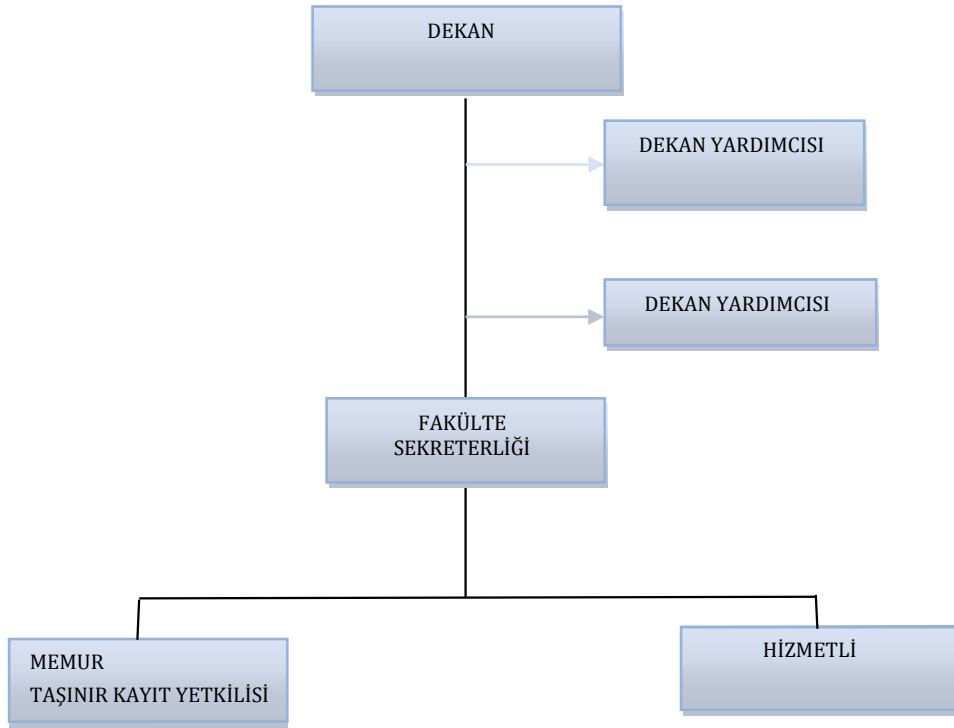 DEKAN
DEKAN YARDIMCISI
DEKAN YARDIMCISI
FAKÜLTE
SEKRETERLİĞİ
MEMUR
TAŞINIR KAYIT YETKİLİSİ
HİZMETLİ